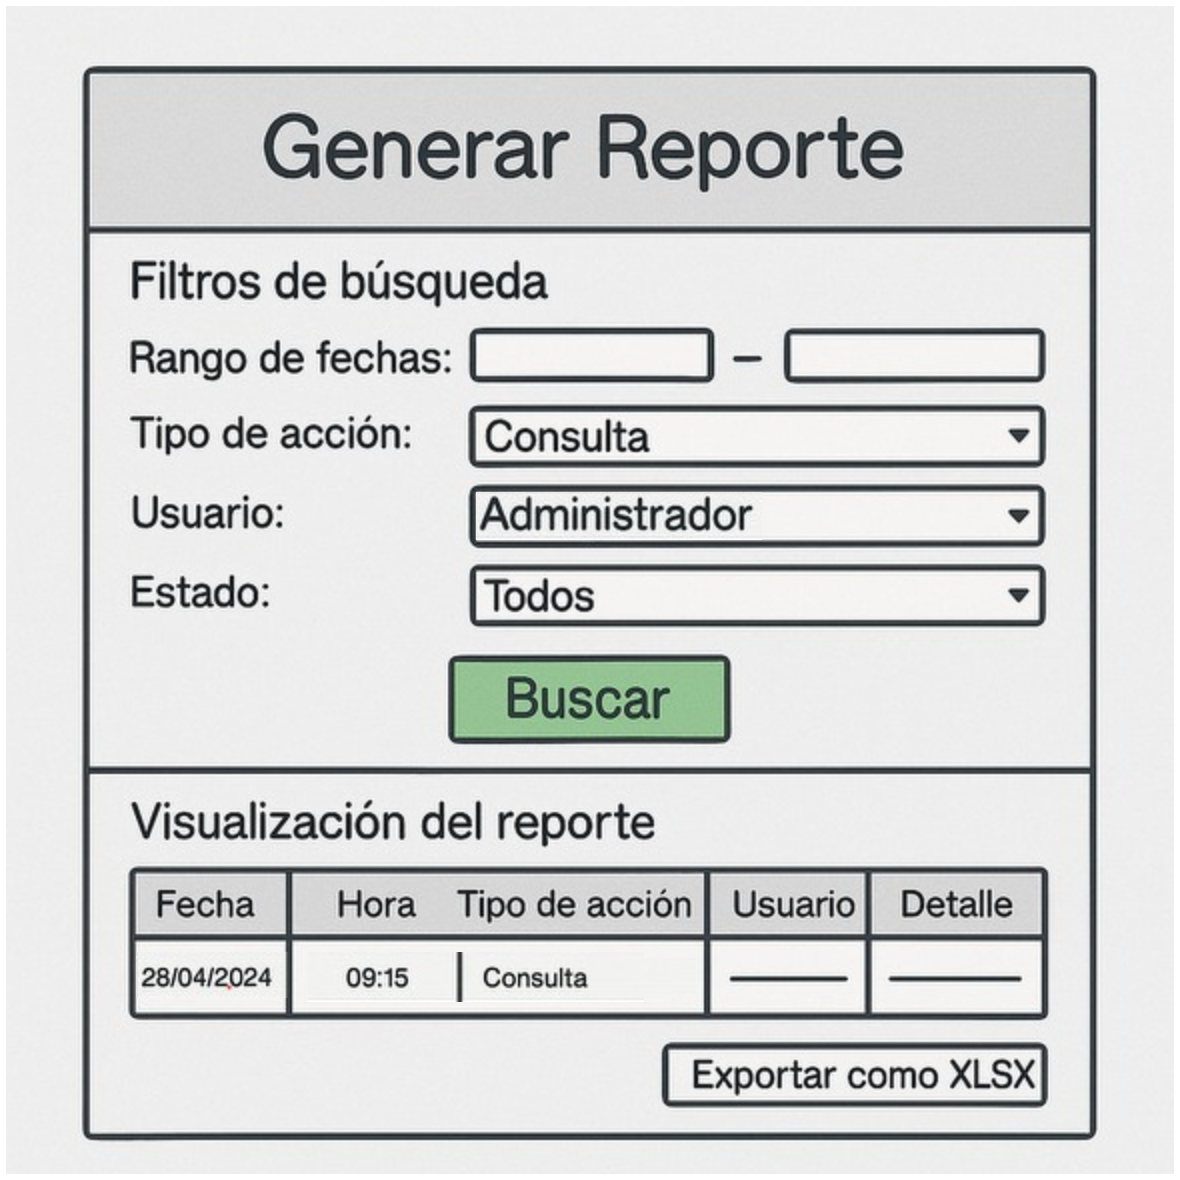 Generar Reporte
Filtros de búsqueda
Rango de fechas: –
Tipo de acción: Consulta
Usuario: Administrador
Estado: Todos
Buscar
Visualización del reporte
Fecha Hora Tipo de acción Usuario Detalle
28/04/2024 09:15 Consulta
Exportar como XLSX